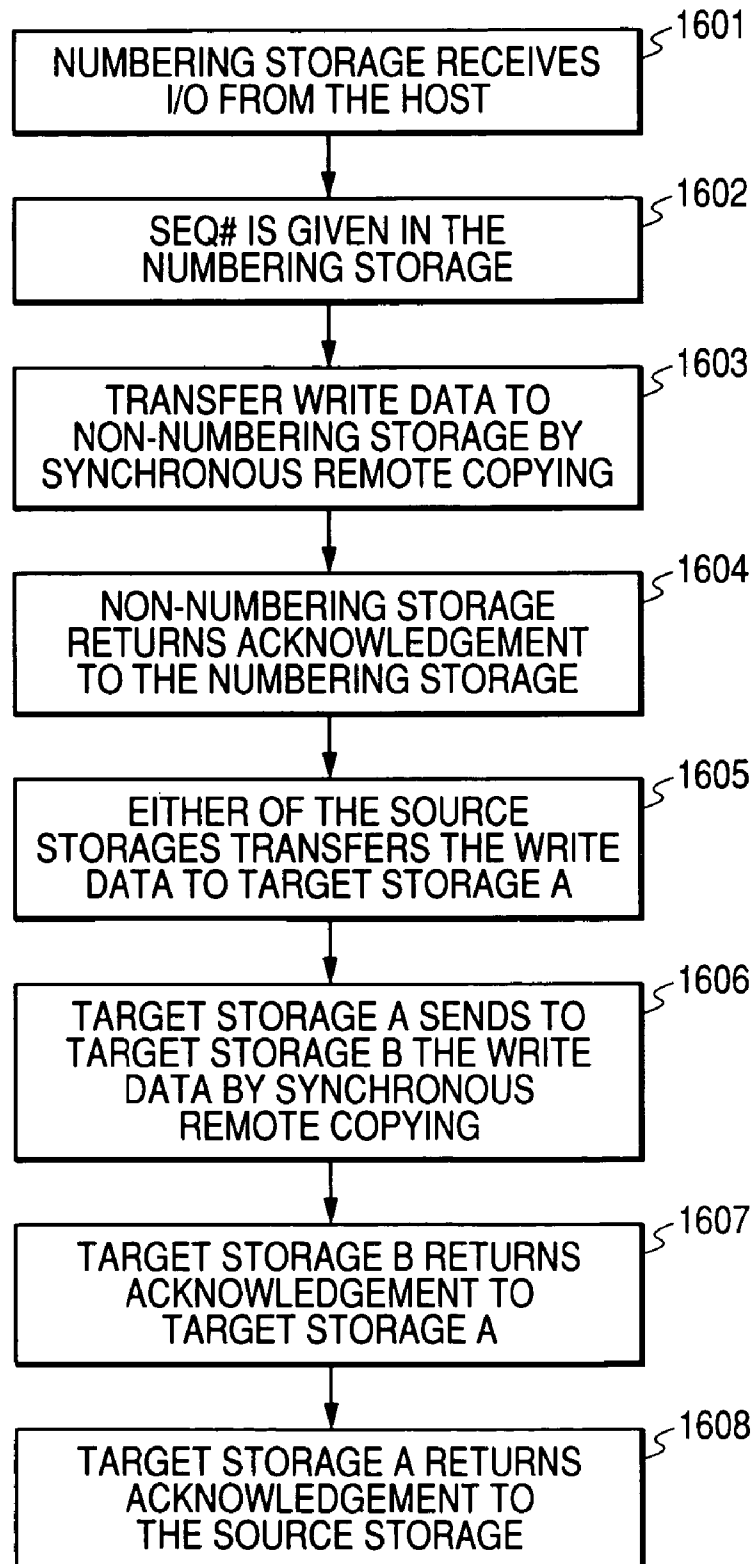 1601
NUMBERING STORAGE RECEIVES
I/O FROM THE HOST
1602
SEQ# IS GIVEN IN THE
NUMBERING STORAGE
1603
TRANSFER WRITE DATA TO
NON-NUMBERING STORAGE BY
SYNCHRONOUS REMOTE COPYING
1604
NON-NUMBERING STORAGE
RETURNS ACKNOWLEDGEMENT
TO THE NUMBERING STORAGE
1605
EITHER OF THE SOURCE
STORAGES TRANSFERS THE WRITE
DATA TO TARGET STORAGE A
1606
TARGET STORAGE A SENDS TO
TARGET STORAGE B THE WRITE
DATA BY SYNCHRONOUS
REMOTE COPYING
1607
TARGET STORAGE B RETURNS
ACKNOWLEDGEMENT TO
TARGET STORAGE A
1608
TARGET STORAGE A RETURNS
ACKNOWLEDGEMENT TO
THE SOURCE STORAGE